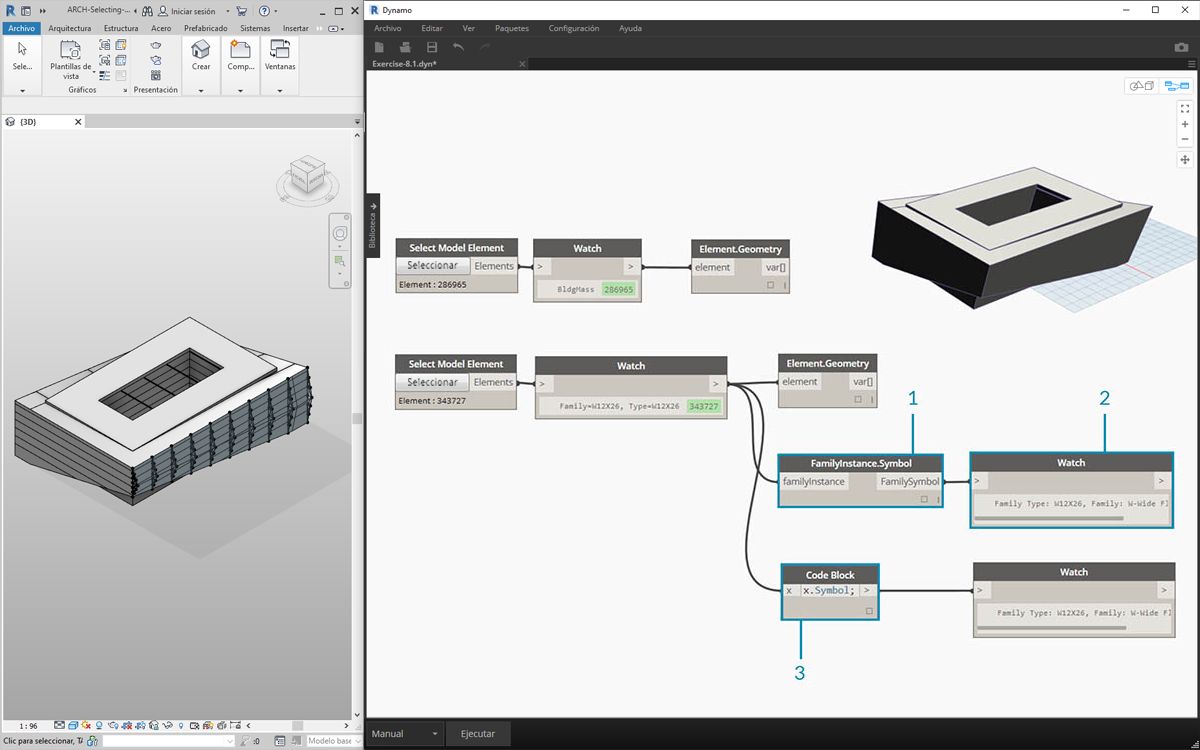 ARCH-Selecting-...
Iniciar sesión
Archivo Arquitectura Estructura Acero Prefabricado Sistemas Insertar
Sele...
Plantillas de vista
Crear
Comp...
Ventanas
Gráficos
Presentación
{3D}
1 : 96
Clic para seleccionar, TA
:0
Modelo base
Dynamo
Archivo Editar Ver Paquetes Configuración Ayuda
Exercise-8.1.dyn*
Biblioteca
Select Model Element
Seleccionar Elements
Element : 286965
Watch
> >
BldgMass 286965
Element.Geometry
element var[]
Select Model Element
Seleccionar Elements
Element : 343727
Watch
> >
Family=W12X26, Type=W12X26 343727
Element.Geometry
element var[]
1
2
FamilyInstance.Symbol
familyInstance FamilySymbol
Watch
> >
Family Type: W12X26, Family: W-Wide Fl
Code Block
x x.Symbol; >
Watch
> >
Family Type: W12X26, Family: W-Wide Fl
3
Manual
Ejecutar